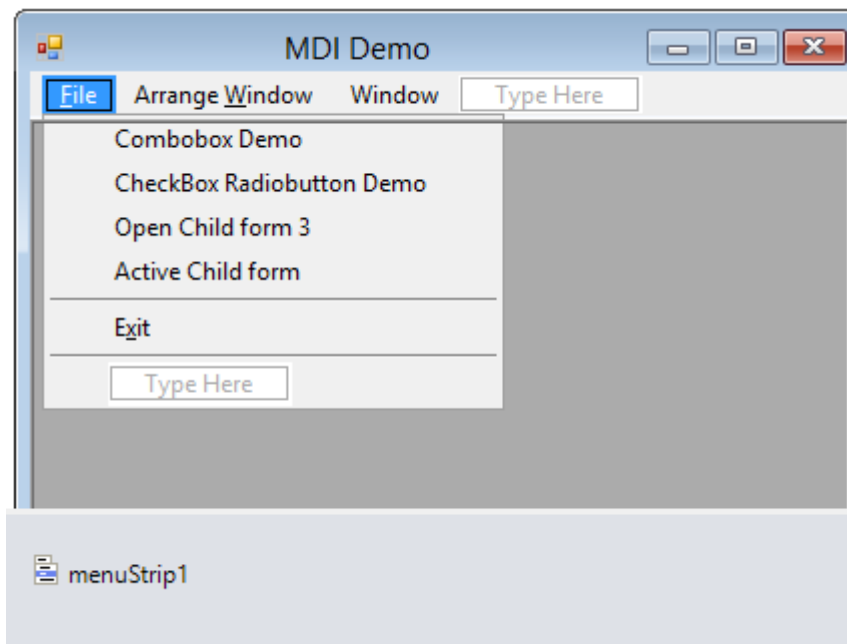 MDI Demo
File Arrange Window Window Type Here
Combobox Demo
CheckBox Radiobutton Demo
Open Child form 3
Active Child form
Exit
Type Here
menuStrip1